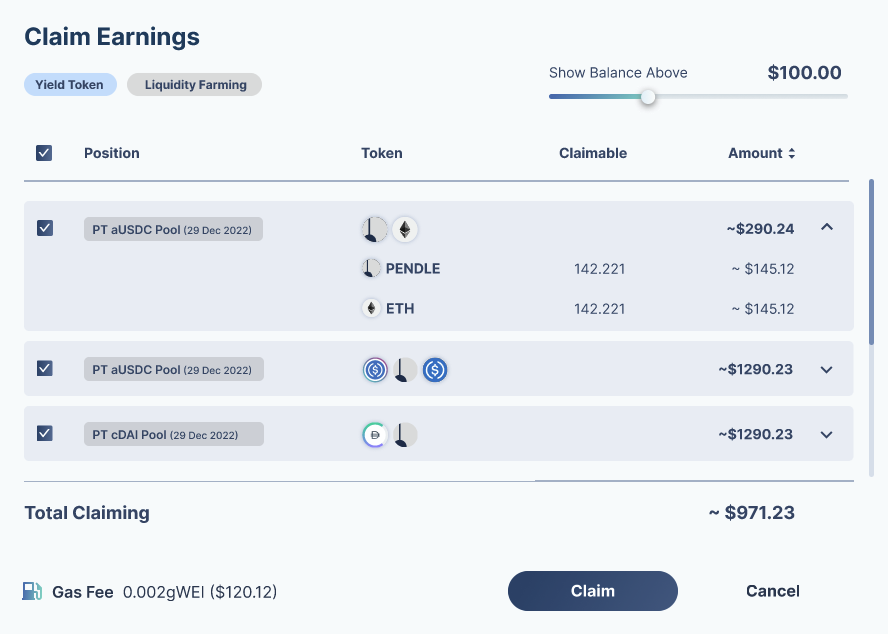 Claim Earnings
Yield Token Liquidity Farming
Show Balance Above $100.00
Position Token Claimable Amount
PT aUSDC Pool (29 Dec 2022) ~$290.24
PENDLE 142.221 ~ $145.12
ETH 142.221 ~ $145.12
PT aUSDC Pool (29 Dec 2022) ~$1290.23
PT cDAI Pool (29 Dec 2022) ~$1290.23
Total Claiming ~ $971.23
Gas Fee 0.002gWEI ($120.12) Claim Cancel